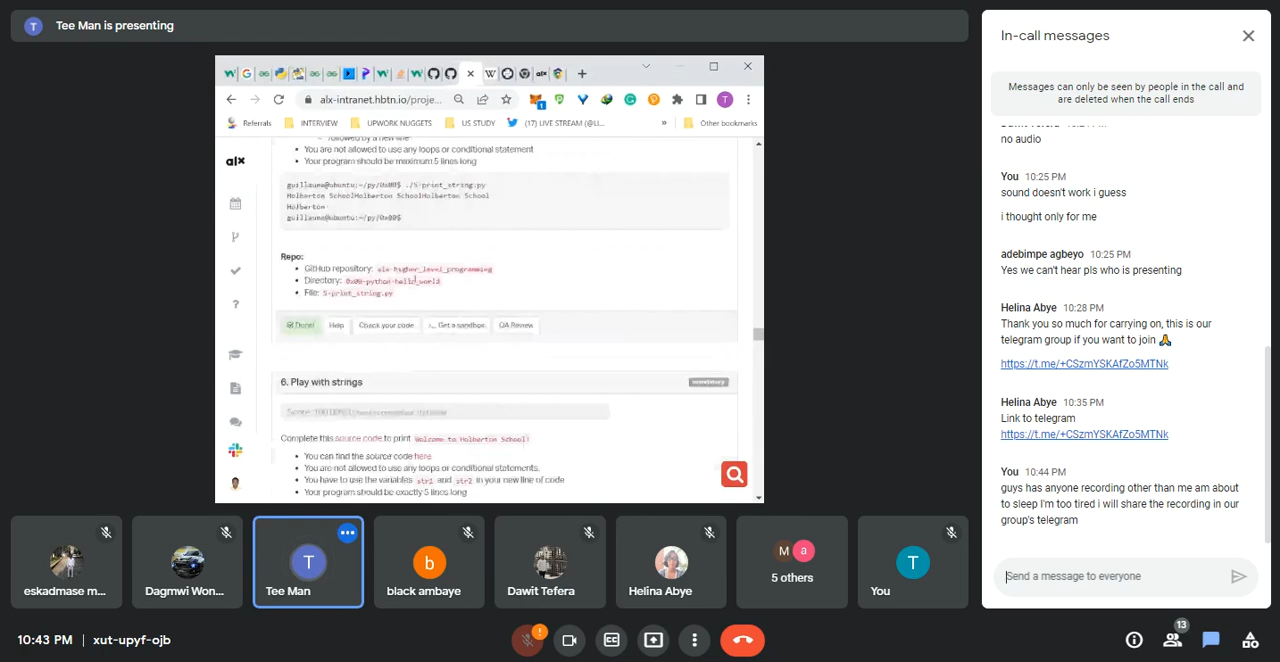 T
Tee Man is presenting
alx-intranet.hbtn.io/proje...
T
Referrals
INTERVIEW
UPWORK NUGGETS
US STUDY
(17) LIVE STREAM (@LI...
»
Other bookmarks
alx
followed by a new line
• You are not allowed to use any loops or conditional statement
• Your program should be maximum 5 lines long
guillaume@ubuntu:~/py/0x00$ ./5-print_string.py
Holberton SchoolHolberton SchoolHolberton School
Holberton
guillaume@ubuntu:~/py/0x00$
Repo:
• GitHub repository: alx-higher_level_programming
• Directory: 0x00-python-hello_world
• File: 5-print_string.py
Done!
Help
Check your code
>_ Get a sandbox
QA Review
6. Play with strings
mandatory
Complete this source code to print Welcome to Holberton School!
• You can find the source code here
• You are not allowed to use any loops or conditional statements.
• You have to use the variables str1 and str2 in your new line of code
• Your program should be exactly 5 lines long
eskadmase m...
Dagmwi Won...
T
Tee Man
b
black ambaye
Dawit Tefera
Helina Abye
M a
5 others
T
You
10:43 PM | xut-upyf-ojb
13
In-call messages
Messages can only be seen by people in the call and
are deleted when the call ends
no audio
You 10:25 PM
sound doesn't work i guess
i thought only for me
adebimpe agbeyo 10:25 PM
Yes we can't hear pls who is presenting
Helina Abye 10:28 PM
Thank you so much for carrying on, this is our
telegram group if you want to join 🙏
https://t.me/+CSzmYSKAfZo5MTNk
Helina Abye 10:35 PM
Link to telegram
https://t.me/+CSzmYSKAfZo5MTNk
You 10:44 PM
guys has anyone recording other than me am about
to sleep I'm too tired i will share the recording in our
group's telegram
Send a message to everyone